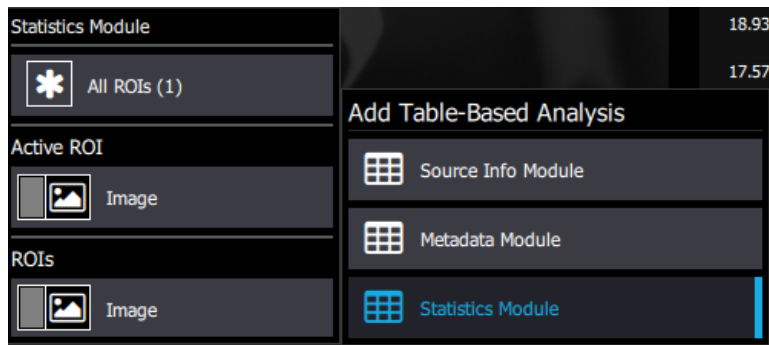 Statistics Module
All ROIs (1)
Active ROI
Image
ROIs
Image
18.93
17.57
Add Table-Based Analysis
Source Info Module
Metadata Module
Statistics Module